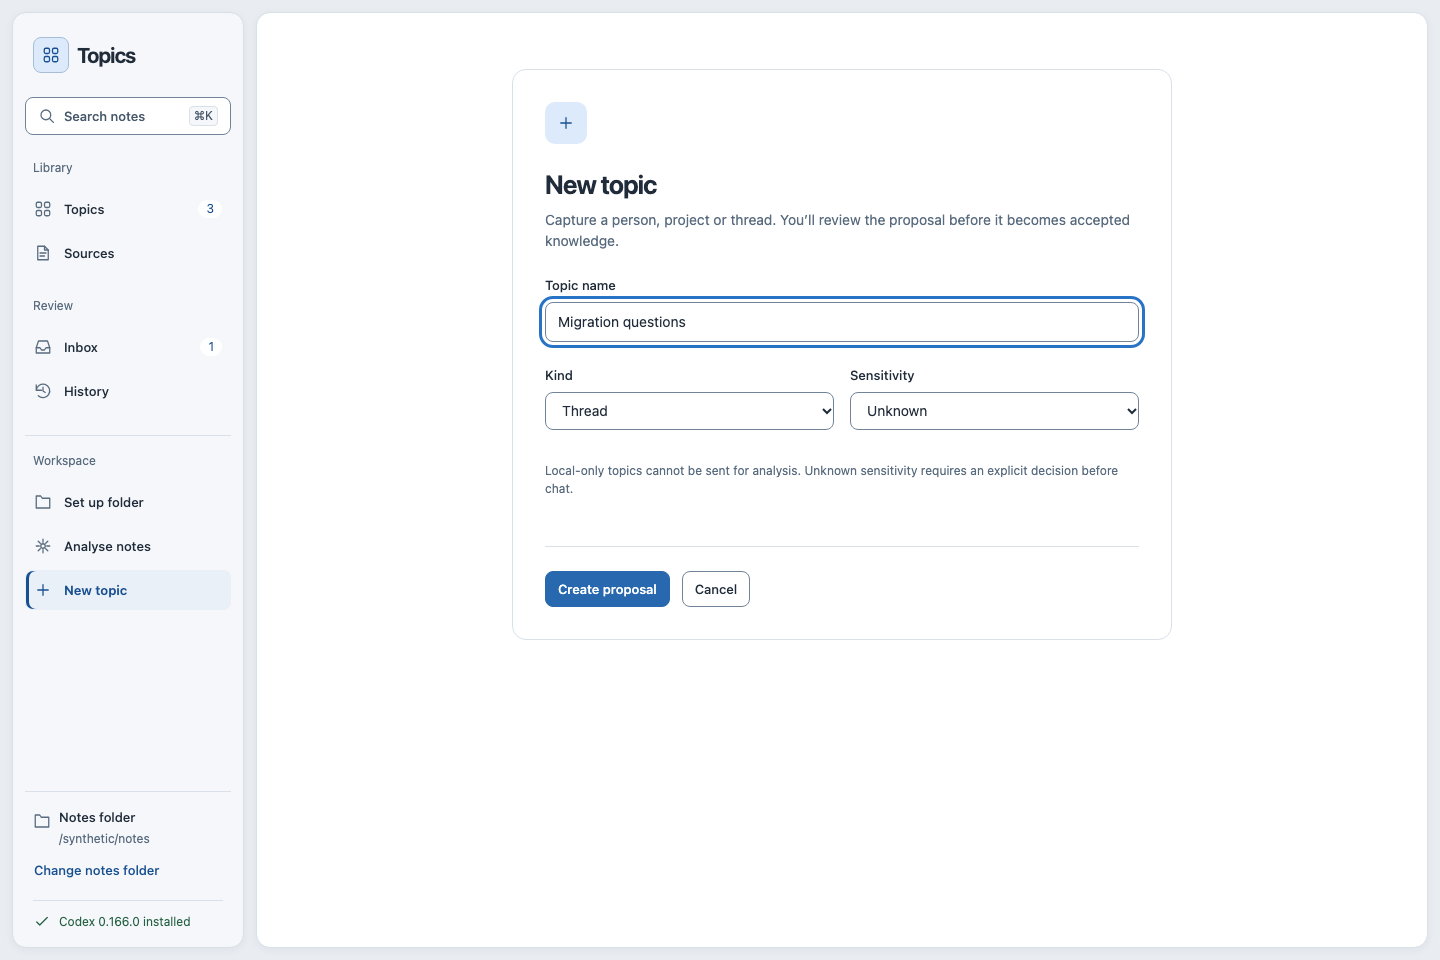 Topics
Search notes ⌘K
Library
Topics 3
Sources
Review
Inbox 1
History
Workspace
Set up folder
Analyse notes
New topic
Notes folder
/synthetic/notes
Change notes folder
Codex 0.166.0 installed
New topic
Capture a person, project or thread. You’ll review the proposal before it becomes accepted
knowledge.
Topic name
Migration questions
Kind Sensitivity
Thread Unknown
Local-only topics cannot be sent for analysis. Unknown sensitivity requires an explicit decision before
chat.
Create proposal Cancel